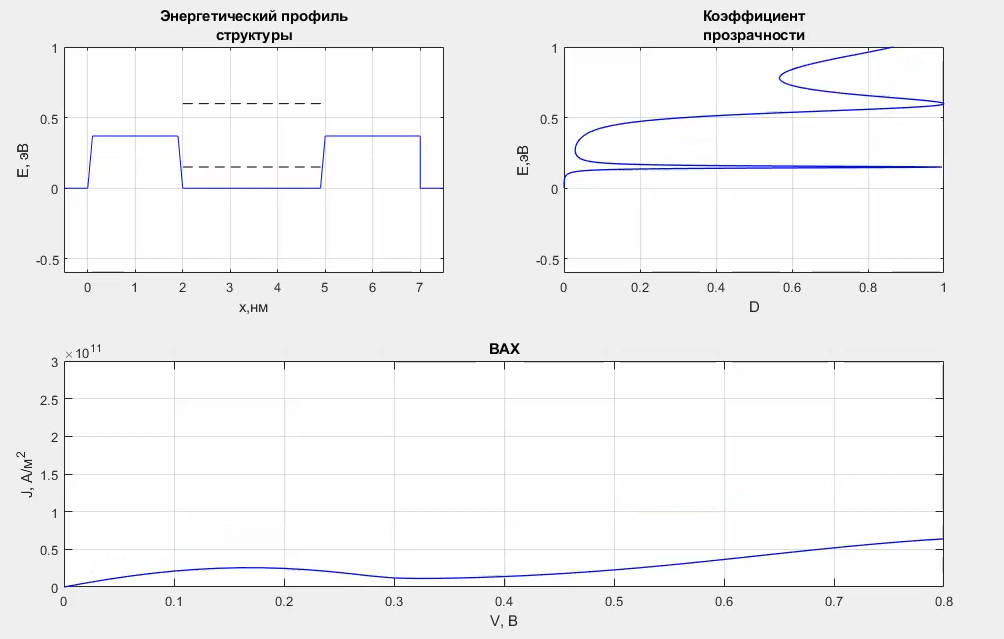 Энергетический профиль
структуры
1
0.5
0
-0.5
E, эВ
0 1 2 3 4 5 6 7
x,нм
Коэффициент
прозрачности
1
0.5
0
-0.5
E,эВ
0 0.2 0.4 0.6 0.8 1
D
ВАХ
×10¹¹
3
2.5
2
1.5
1
0.5
0
J, А/м²
0 0.1 0.2 0.3 0.4 0.5 0.6 0.7 0.8
V, В